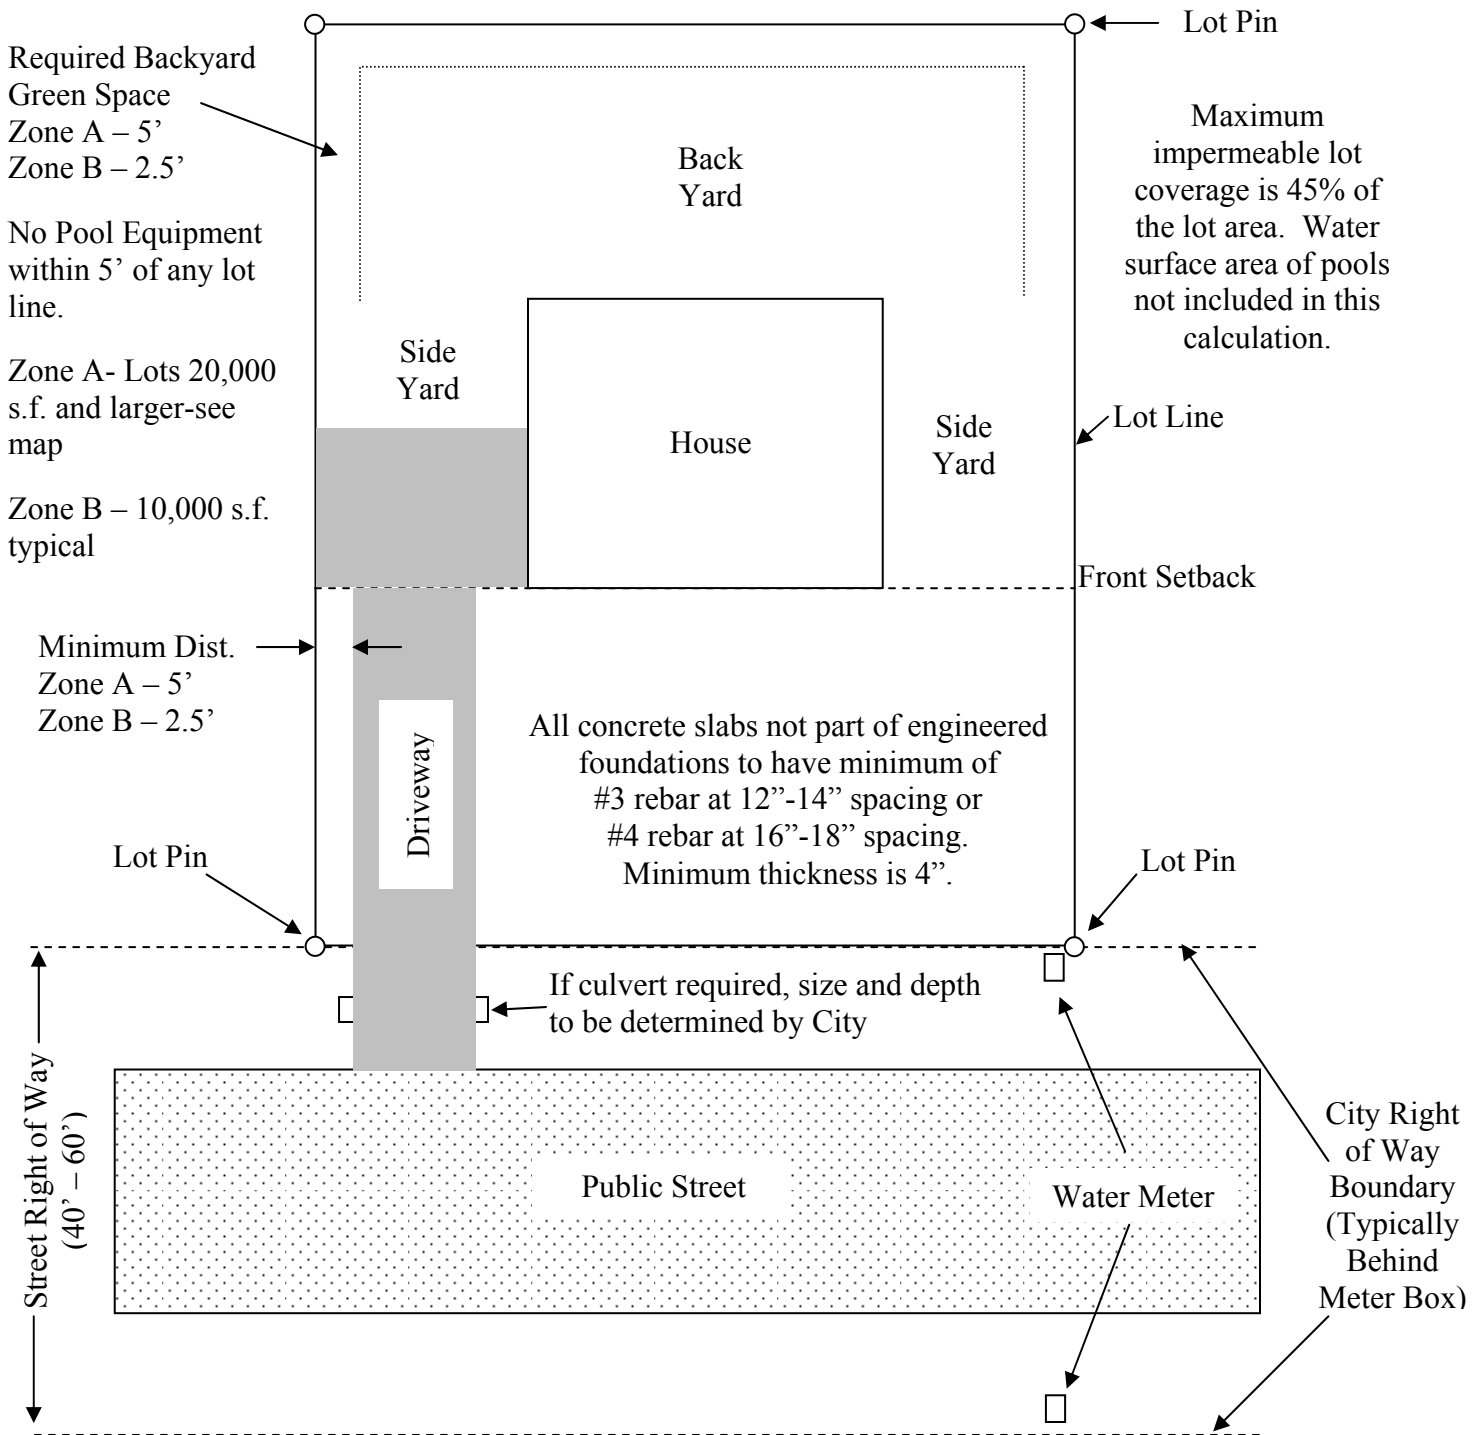 Lot Pin
Required Backyard
Green Space
Zone A – 5’
Zone B – 2.5’
No Pool Equipment
within 5’ of any lot
line.
Zone A- Lots 20,000
s.f. and larger-see
map
Zone B – 10,000 s.f.
typical
Back
Yard
Maximum
impermeable lot
coverage is 45% of
the lot area.  Water
surface area of pools
not included in this
calculation.
Side
Yard
House
Side
Yard
Lot Line
Front Setback
Minimum Dist.
Zone A – 5’
Zone B – 2.5’
Driveway
All concrete slabs not part of engineered
foundations to have minimum of
#3 rebar at 12”-14” spacing or
#4 rebar at 16”-18” spacing.
Minimum thickness is 4”.
Lot Pin
Lot Pin
If culvert required, size and depth
to be determined by City
Street Right of Way
(40’ – 60’)
Public Street
Water Meter
City Right
of Way
Boundary
(Typically
Behind
Meter Box)